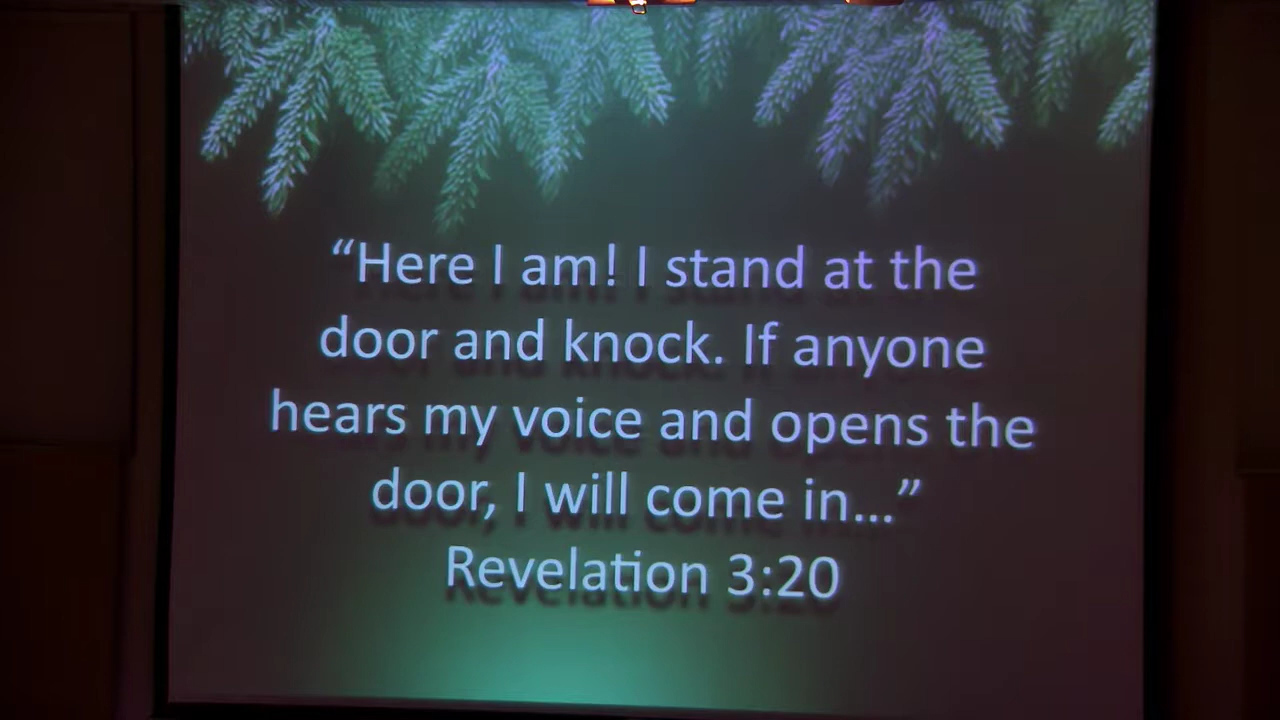 “Here I am! I stand at the
door and knock. If anyone
hears my voice and opens the
door, I will come in...”
Revelation 3:20